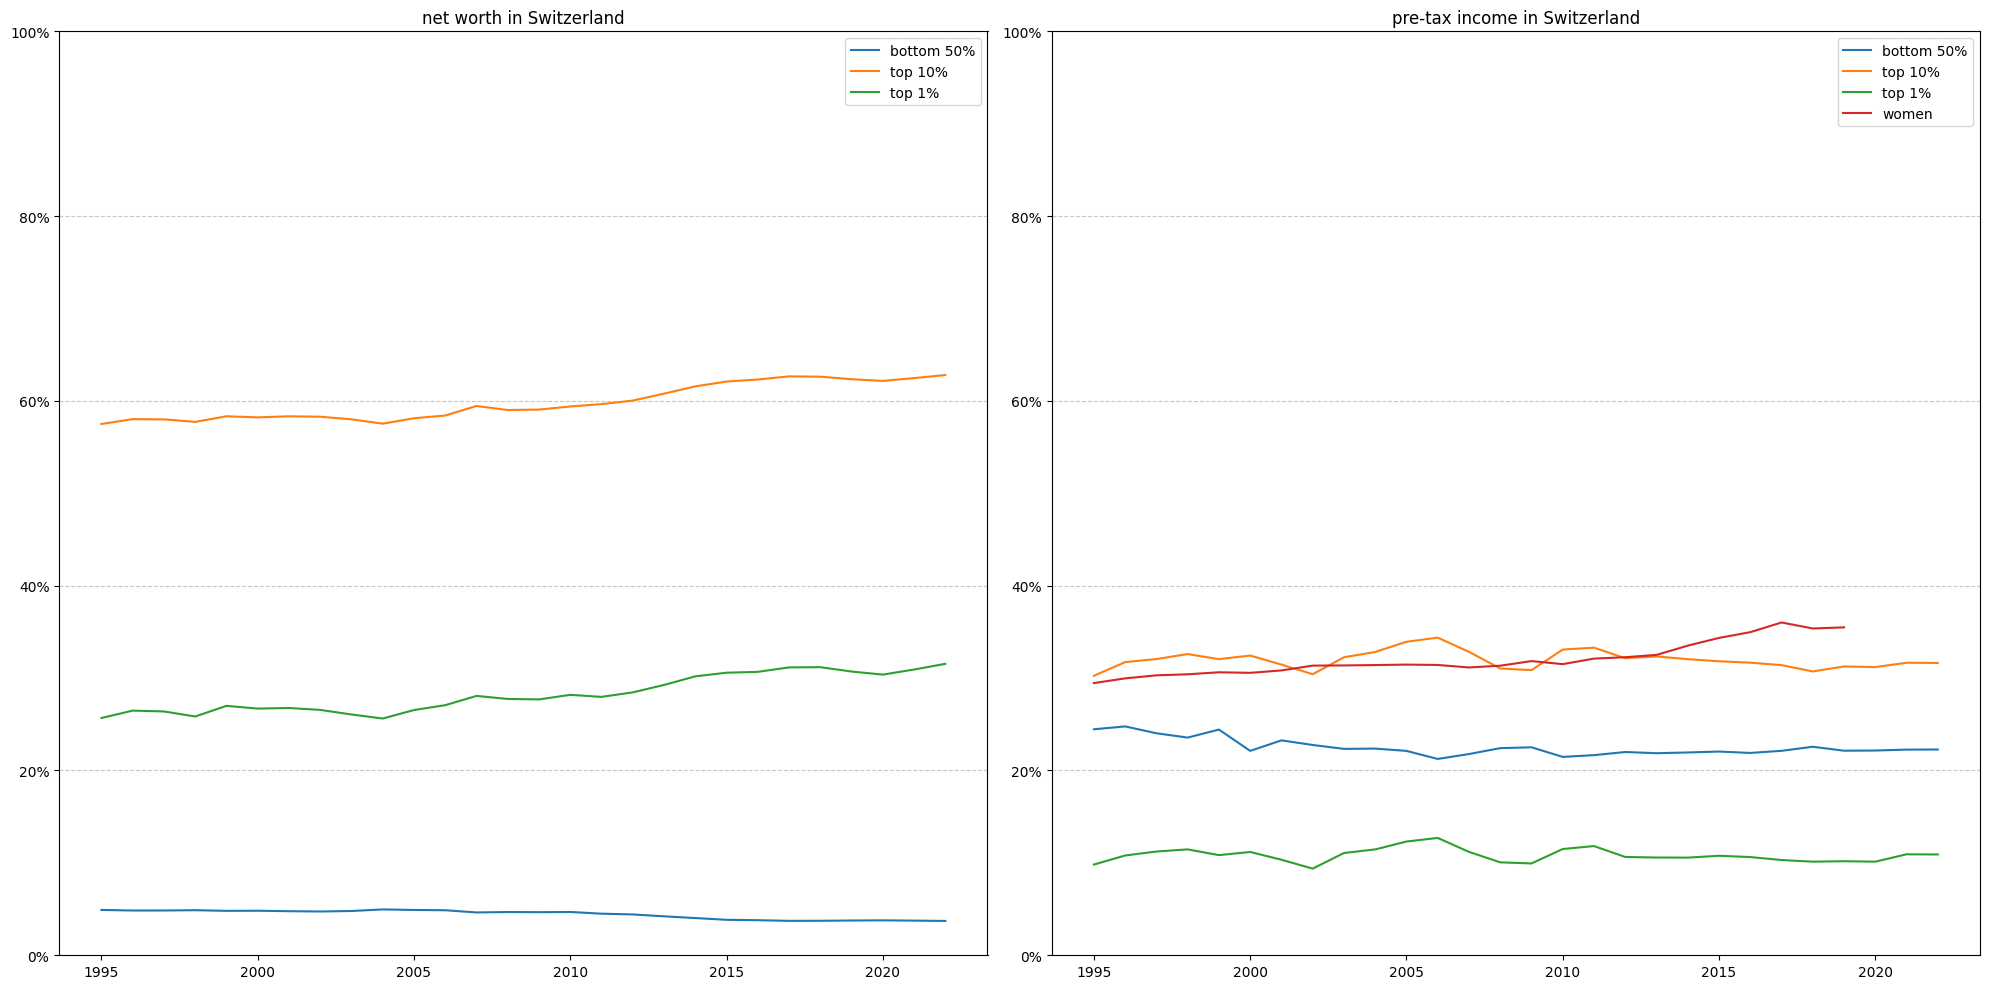 net worth in Switzerland
100%
80%
60%
40%
20%
0%
1995 2000 2005 2010 2015 2020
bottom 50%
top 10%
top 1%
pre-tax income in Switzerland
100%
80%
60%
40%
20%
0%
1995 2000 2005 2010 2015 2020
bottom 50%
top 10%
top 1%
women